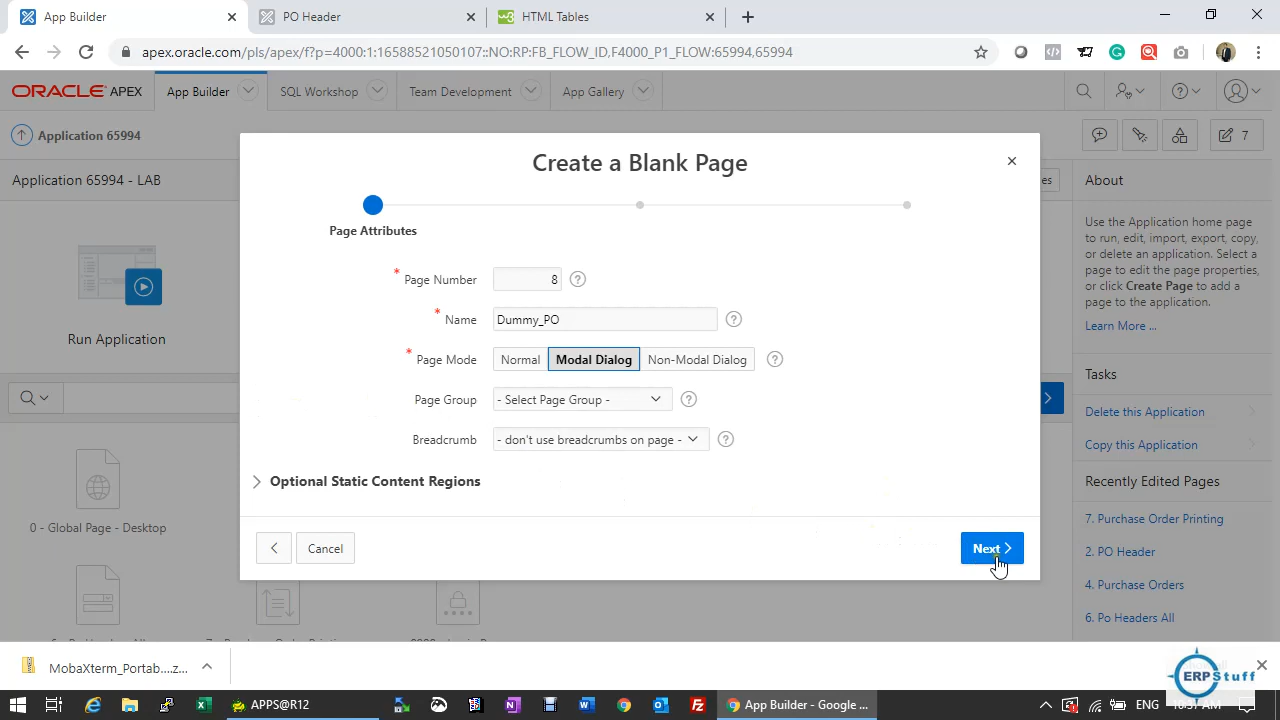 App Builder
PO Header
HTML Tables
apex.oracle.com/pls/apex/f?p=4000:1:16588521050107::NO:RP:FB_FLOW_ID,F4000_P1_FLOW:65994,65994
ORACLE APEX
App Builder
SQL Workshop
Team Development
App Gallery
Application 65994
7
Application 65994 - LAB
Run Application
0 - Global Page - Desktop
Create a Blank Page
Page Attributes
* Page Number 8
* Name Dummy_PO
* Page Mode Normal Modal Dialog Non-Modal Dialog
Page Group - Select Page Group -
Breadcrumb - don't use breadcrumbs on page -
Optional Static Content Regions
Cancel
Next
About
Use the Application home page
to run, edit, import, export, copy,
or delete an application. Select a
page to edit the page properties,
or click Create Page to add a
page to the application.
Learn More ...
Tasks
Delete this Application
Copy this Application
Recently Edited Pages
7. Purchase Order Printing
2. PO Header
4. Purchase Orders
6. Po Headers All
MobaXterm_Portab....z...
ERPStuff
APPS@R12
App Builder - Google ...
ENG